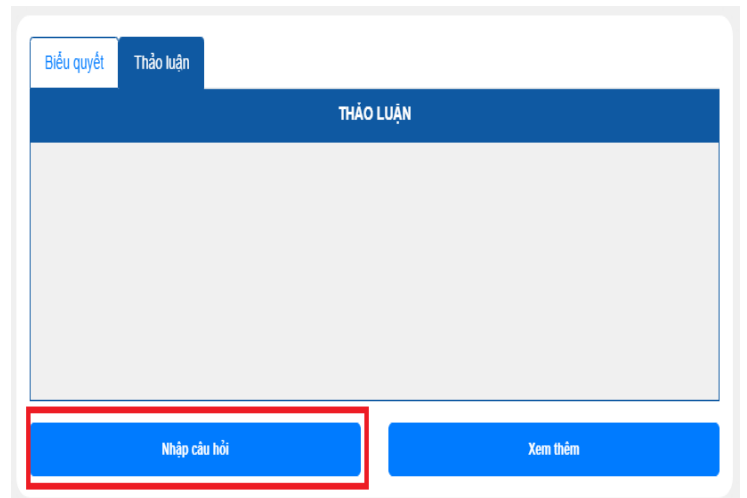 Biểu quyết Thảo luận
THẢO LUẬN
Nhập câu hỏi Xem thêm